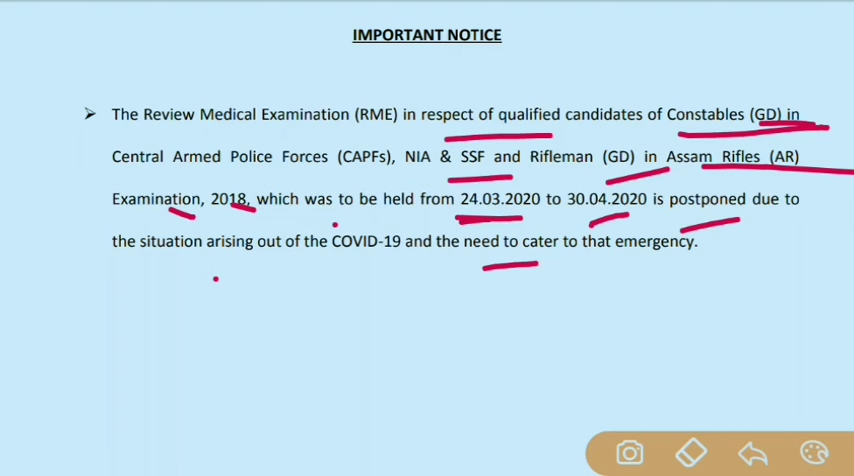 IMPORTANT NOTICE
➤ The Review Medical Examination (RME) in respect of qualified candidates of Constables (GD) in
Central Armed Police Forces (CAPFs), NIA & SSF and Rifleman (GD) in Assam Rifles (AR)
Examination, 2018, which was to be held from 24.03.2020 to 30.04.2020 is postponed due to
the situation arising out of the COVID-19 and the need to cater to that emergency.